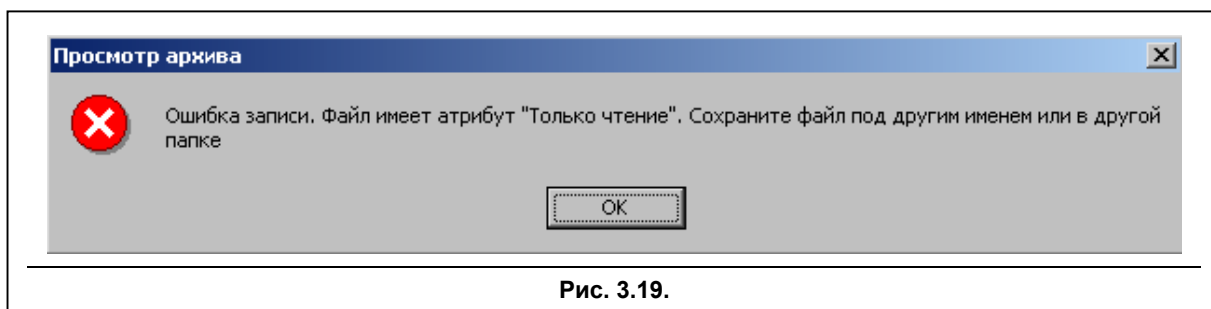 Просмотр архива
Ошибка записи. Файл имеет атрибут "Только чтение". Сохраните файл под другим именем или в другой
папке
OK
Рис. 3.19.